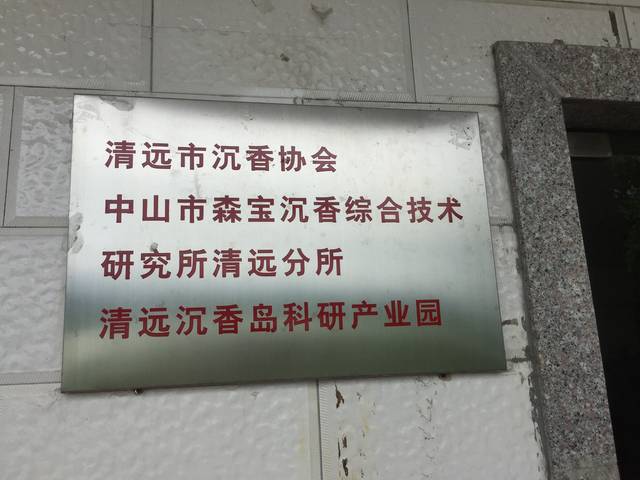 清远市沉香协会
中山市森宝沉香综合技术
研究所清远分所
清远沉香岛科研产业园